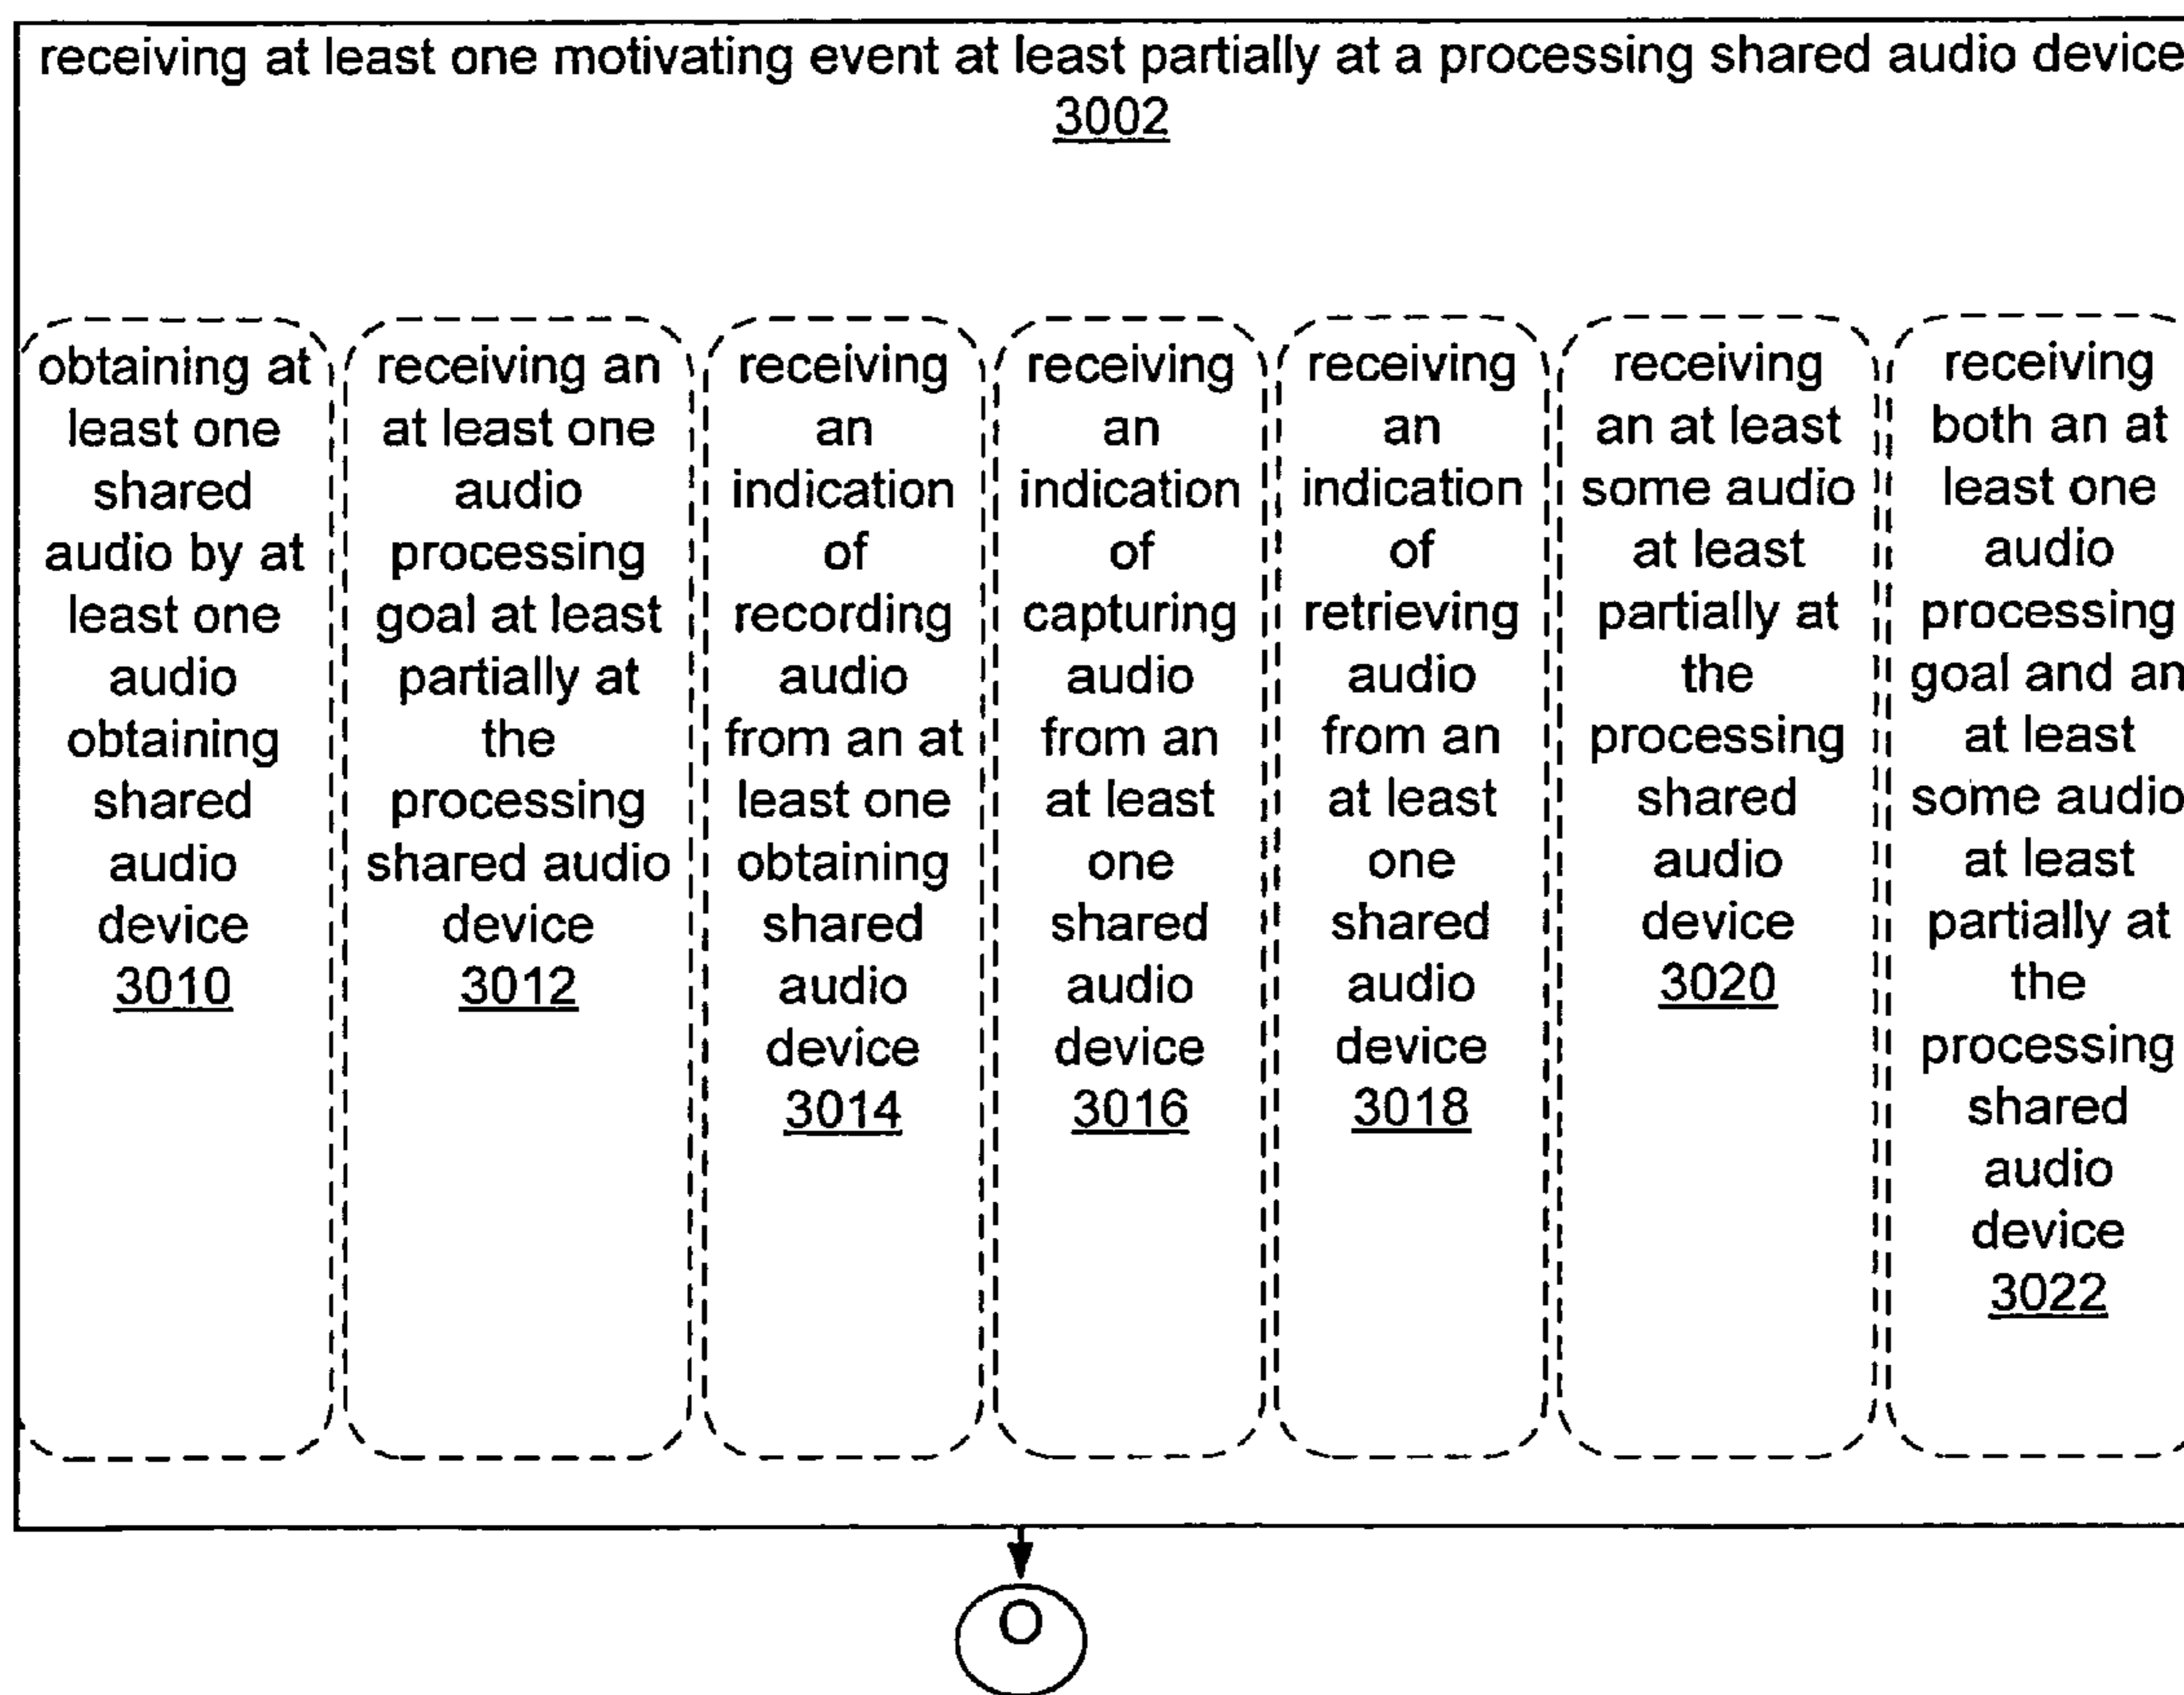 receiving at least one motivating event at least partially at a processing shared audio device
3002
obtaining at
least one
shared
audio by at
least one
audio
obtaining
shared
audio
device
3010
receiving an
at least one
audio
processing
goal at least
partially at
the
processing
shared audio
device
3012
receiving
an
indication
of
recording
audio
from an at
least one
obtaining
shared
audio
device
3014
receiving
an
indication
of
capturing
audio
from an
at least
one
shared
audio
device
3016
receiving
an
indication
of
retrieving
audio
from an
at least
one
shared
audio
device
3018
receiving
an at least
some audio
at least
partially at
the
processing
shared
audio
device
3020
receiving
both an at
least one
audio
processing
goal and an
at least
some audio
at least
partially at
the
processing
shared
audio
device
3022
O